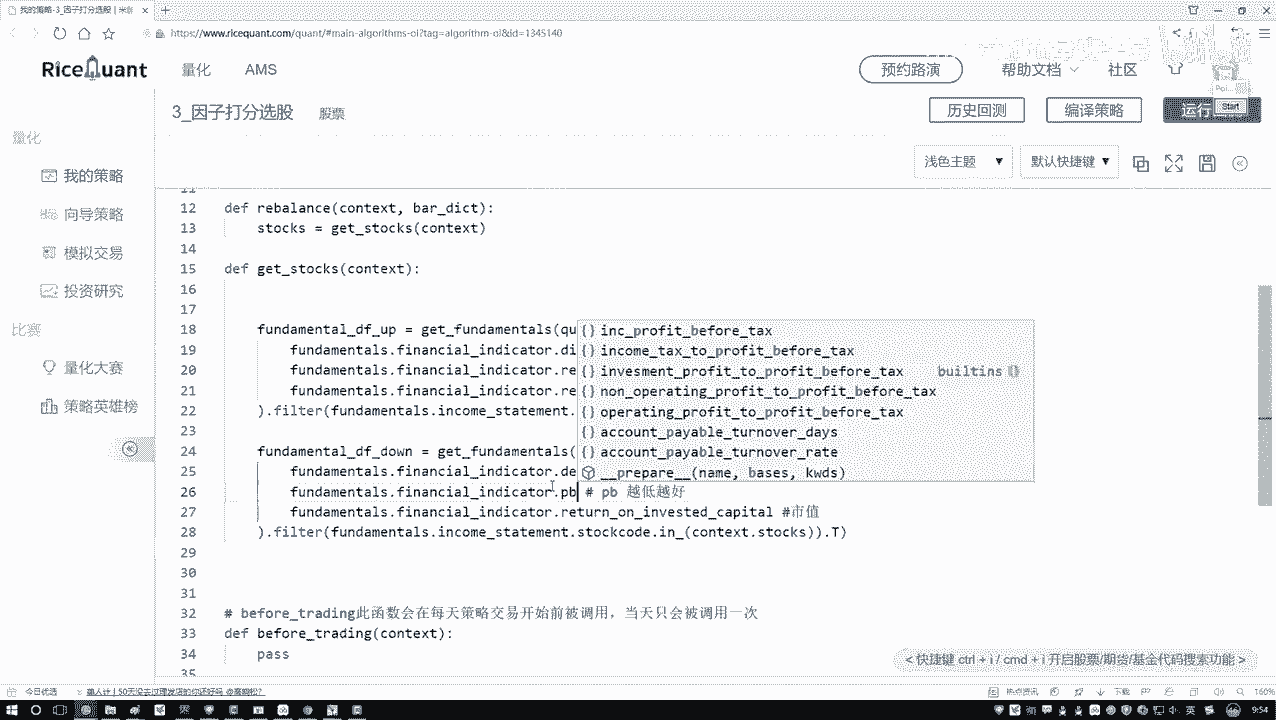 我的策略-3_因子打分选股 | 米筐
https://www.ricequant.com/quant/#main-algorithms-ol?tag=algorithm-ol&id=1345140
RiceQuant 量化 AMS 预约路演 帮助文档 社区
3_因子打分选股 股票 历史回测 编译策略 运行 Start
量化
我的策略
向导策略
模拟交易
投资研究
比赛
量化大赛
策略英雄榜
浅色主题 默认快捷键
11
12 def rebalance(context, bar_dict):
13 stocks = get_stocks(context)
14
15 def get_stocks(context):
16
17
18 fundamental_df_up = get_fundamentals(qu
19 fundamentals.financial_indicator.di
20 fundamentals.financial_indicator.re
21 fundamentals.financial_indicator.re
22 ).filter(fundamentals.income_statement.
23
24 fundamental_df_down = get_fundamentals(
25 fundamentals.financial_indicator.de
26 fundamentals.financial_indicator.pb # pb 越低越好
27 fundamentals.financial_indicator.return_on_invested_capital #市值
28 ).filter(fundamentals.income_statement.stockcode.in_(context.stocks)).T)
29
30
31
32 # before_trading此函数会在每天策略交易开始前被调用，当天只会被调用一次
33 def before_trading(context):
34 pass
35
inc_profit_before_tax
income_tax_to_profit_before_tax
invesment_profit_to_profit_before_tax builtins
non_operating_profit_to_profit_before_tax
operating_profit_to_profit_before_tax
account_payable_turnover_days
account_payable_turnover_rate
__prepare__(name, bases, kwds)
< 快捷键 ctrl + i / cmd + i 开启股票/期货/基金代码搜索功能 >
今日优选
热点资讯 下载 160%
英 9:54